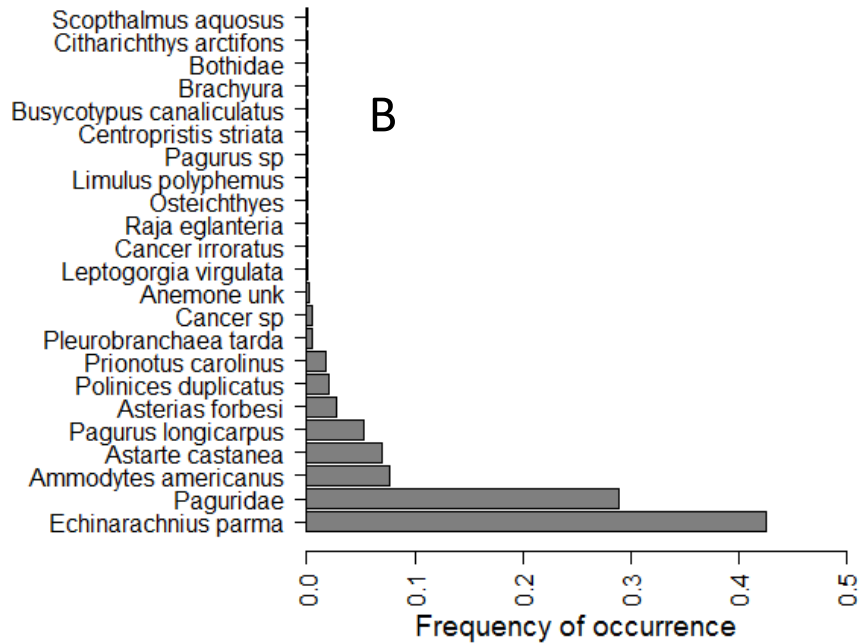 Scopthalmus aquosus
Citharichthys arctifons
Bothidae
Brachyura
Busycotypus canaliculatus
B
Centropristis striata
Pagurus sp
Limulus polyphemus
Osteichthyes
Raja eglanteria
Cancer irroratus
Leptogorgia virgulata
Anemone unk
Cancer sp
Pleurobranchaea tarda
Prionotus carolinus
Polinices duplicatus
Asterias forbesi
Pagurus longicarpus
Astarte castanea
Ammodytes americanus
Paguridae
Echinarachnius parma
0.0 0.1 0.2 0.3 0.4 0.5
Frequency of occurrence